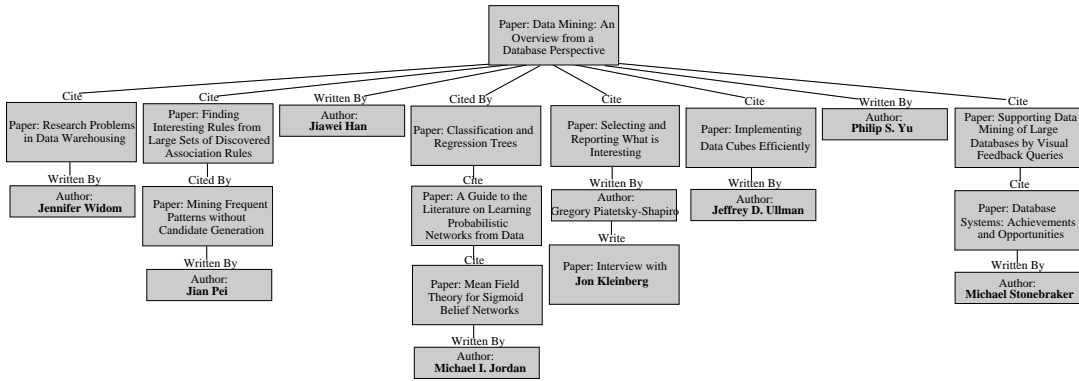 Paper: Data Mining: An
Overview from a
Database Perspective
Cite
Paper: Research Problems
in Data Warehousing
Written By
Author:
Jennifer Widom
Cite
Paper: Finding
Interesting Rules from
Large Sets of Discovered
Association Rules
Cited By
Paper: Mining Frequent
Patterns without
Candidate Generation
Written By
Author:
Jian Pei
Written By
Author:
Jiawei Han
Cited By
Paper: Classification and
Regression Trees
Cite
Paper: A Guide to the
Literature on Learning
Probabilistic
Networks from Data
Cite
Paper: Mean Field
Theory for Sigmoid
Belief Networks
Written By
Author:
Michael I. Jordan
Cite
Paper: Selecting and
Reporting What is
Interesting
Written By
Author:
Gregory Piatetsky-Shapiro
Write
Paper: Interview with
Jon Kleinberg
Cite
Paper: Implementing
Data Cubes Efficiently
Written By
Author:
Jeffrey D. Ullman
Written By
Author:
Philip S. Yu
Cite
Paper: Supporting Data
Mining of Large
Databases by Visual
Feedback Queries
Cite
Paper: Database
Systems: Achievements
and Opportunities
Written By
Author:
Michael Stonebraker